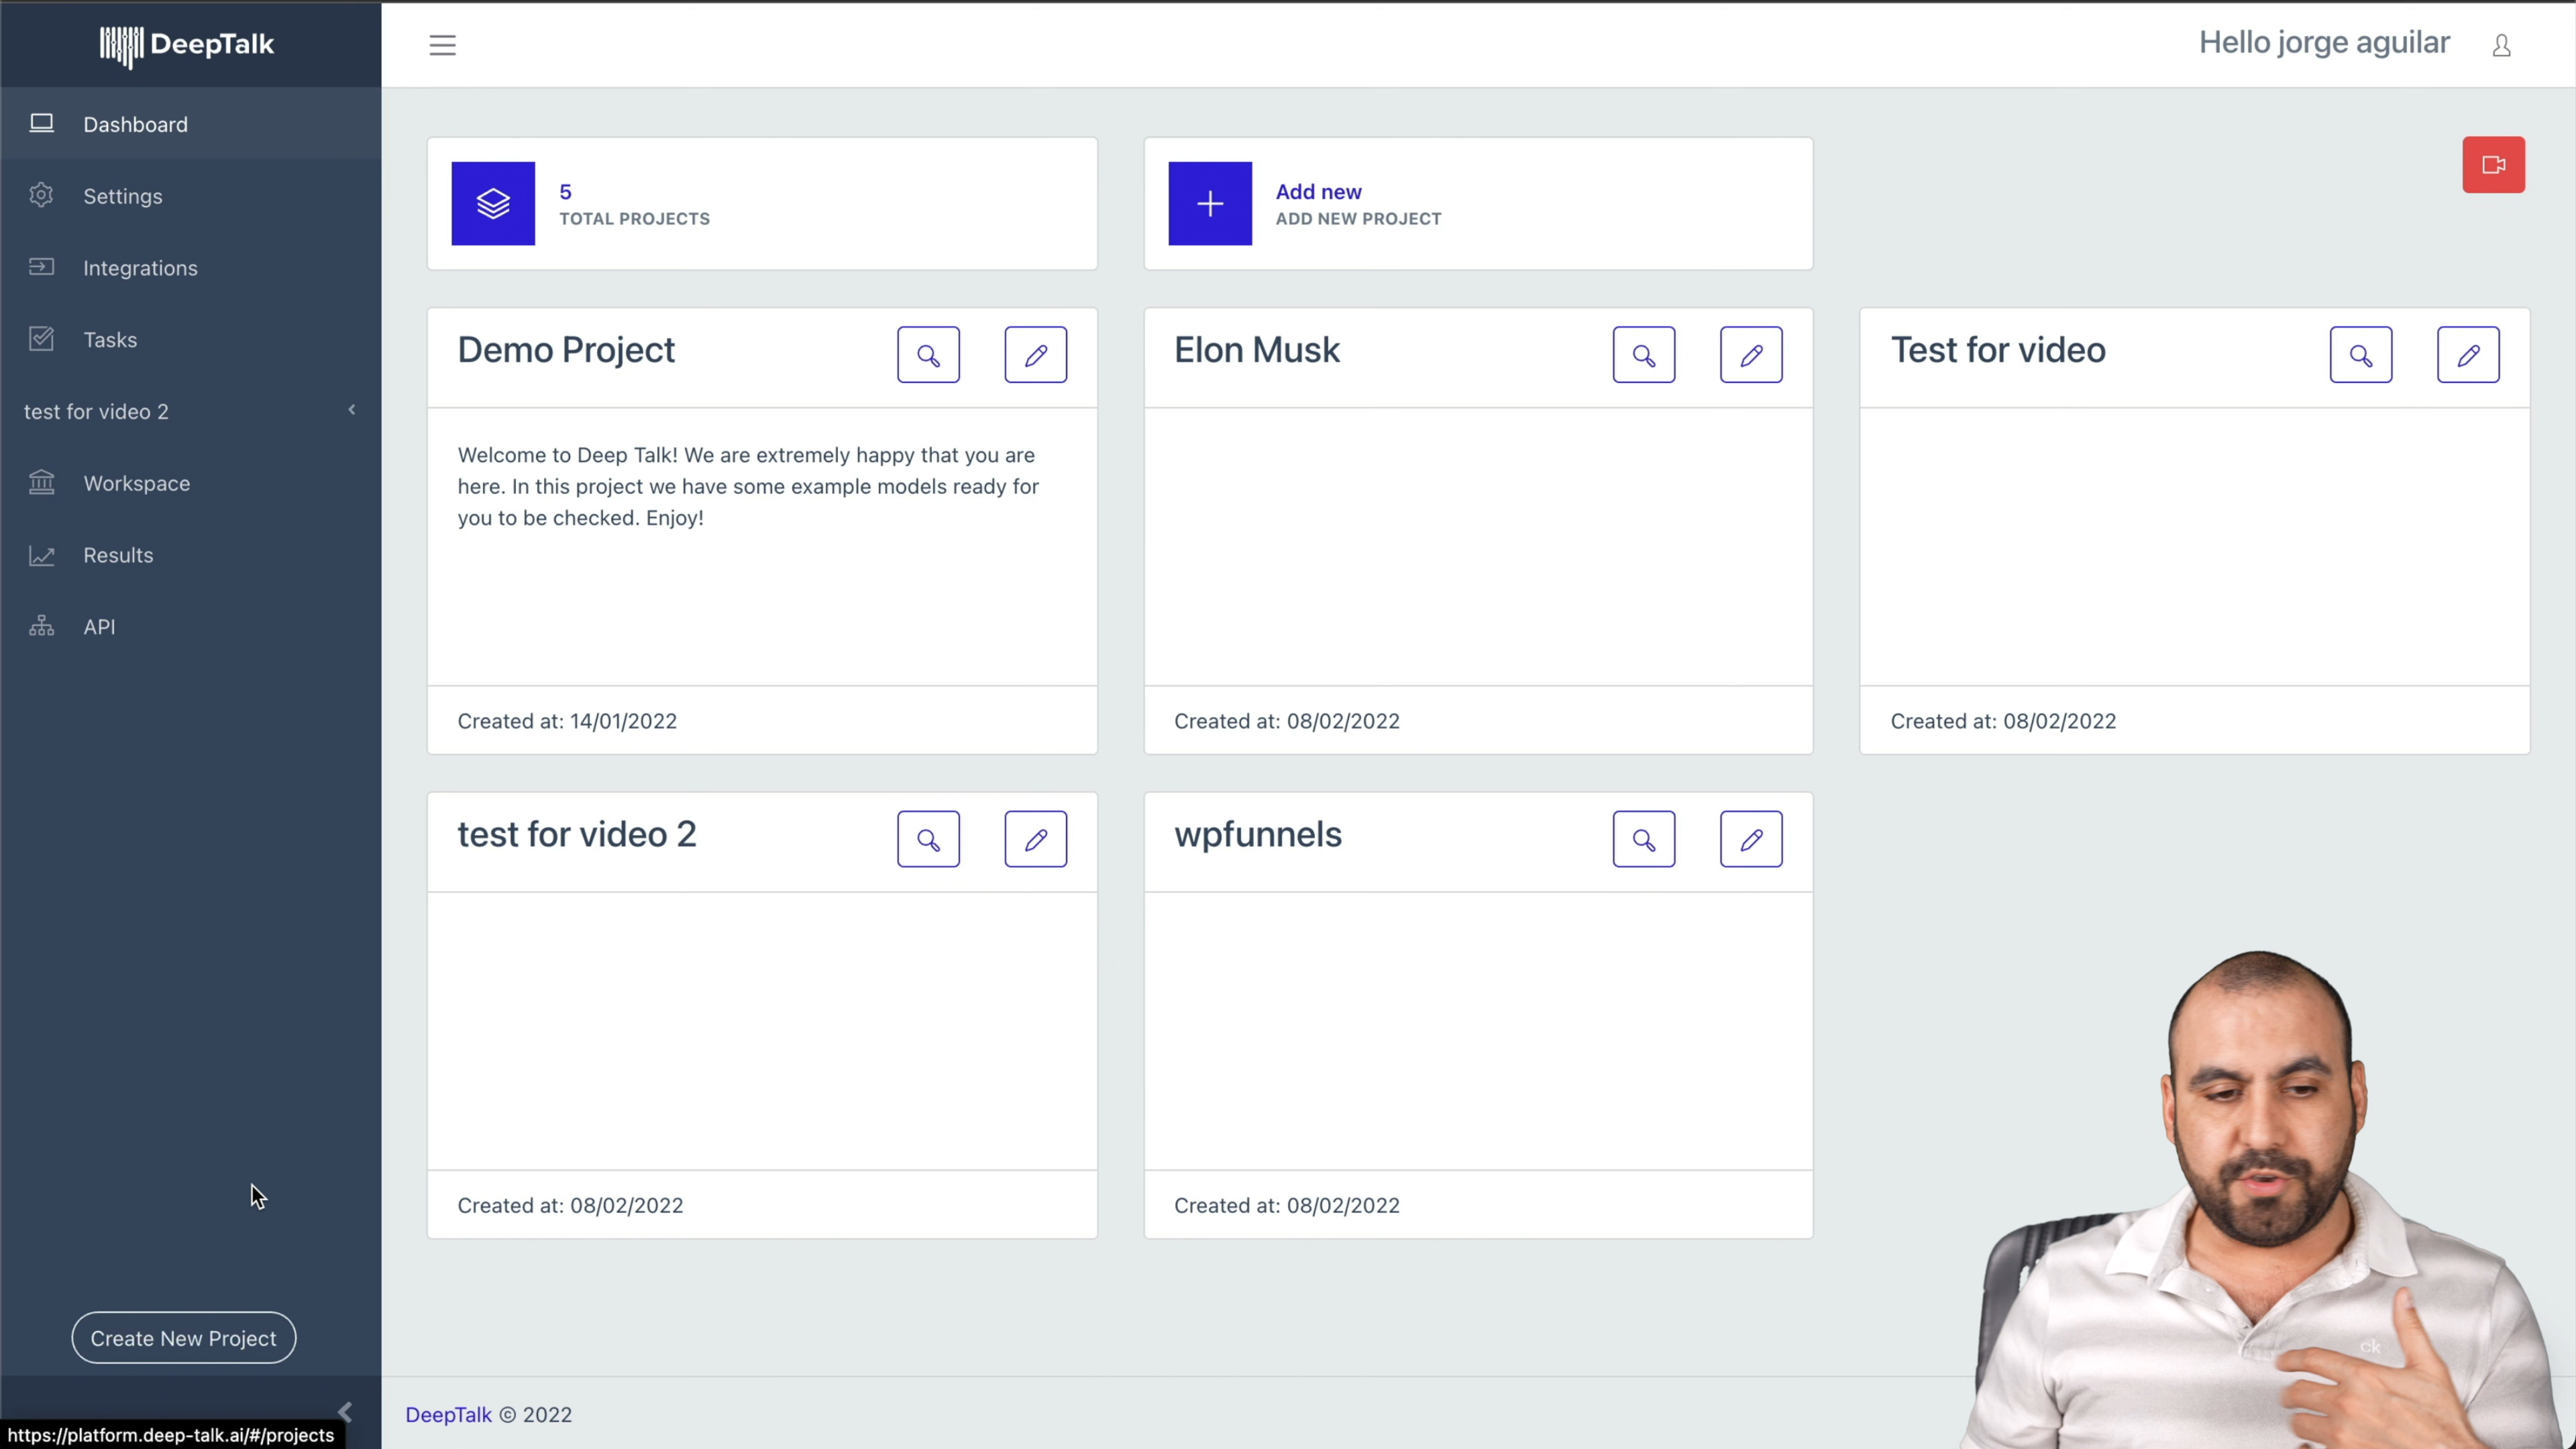 DeepTalk
Hello jorge aguilar
Dashboard
Settings
Integrations
Tasks
test for video 2
Workspace
Results
API
Create New Project
https://platform.deep-talk.ai/#/projects
5
TOTAL PROJECTS
Add new
ADD NEW PROJECT
Demo Project
Welcome to Deep Talk! We are extremely happy that you are
here. In this project we have some example models ready for
you to be checked. Enjoy!
Created at: 14/01/2022
Elon Musk
Created at: 08/02/2022
Test for video
Created at: 08/02/2022
test for video 2
Created at: 08/02/2022
wpfunnels
Created at: 08/02/2022
ck
DeepTalk © 2022